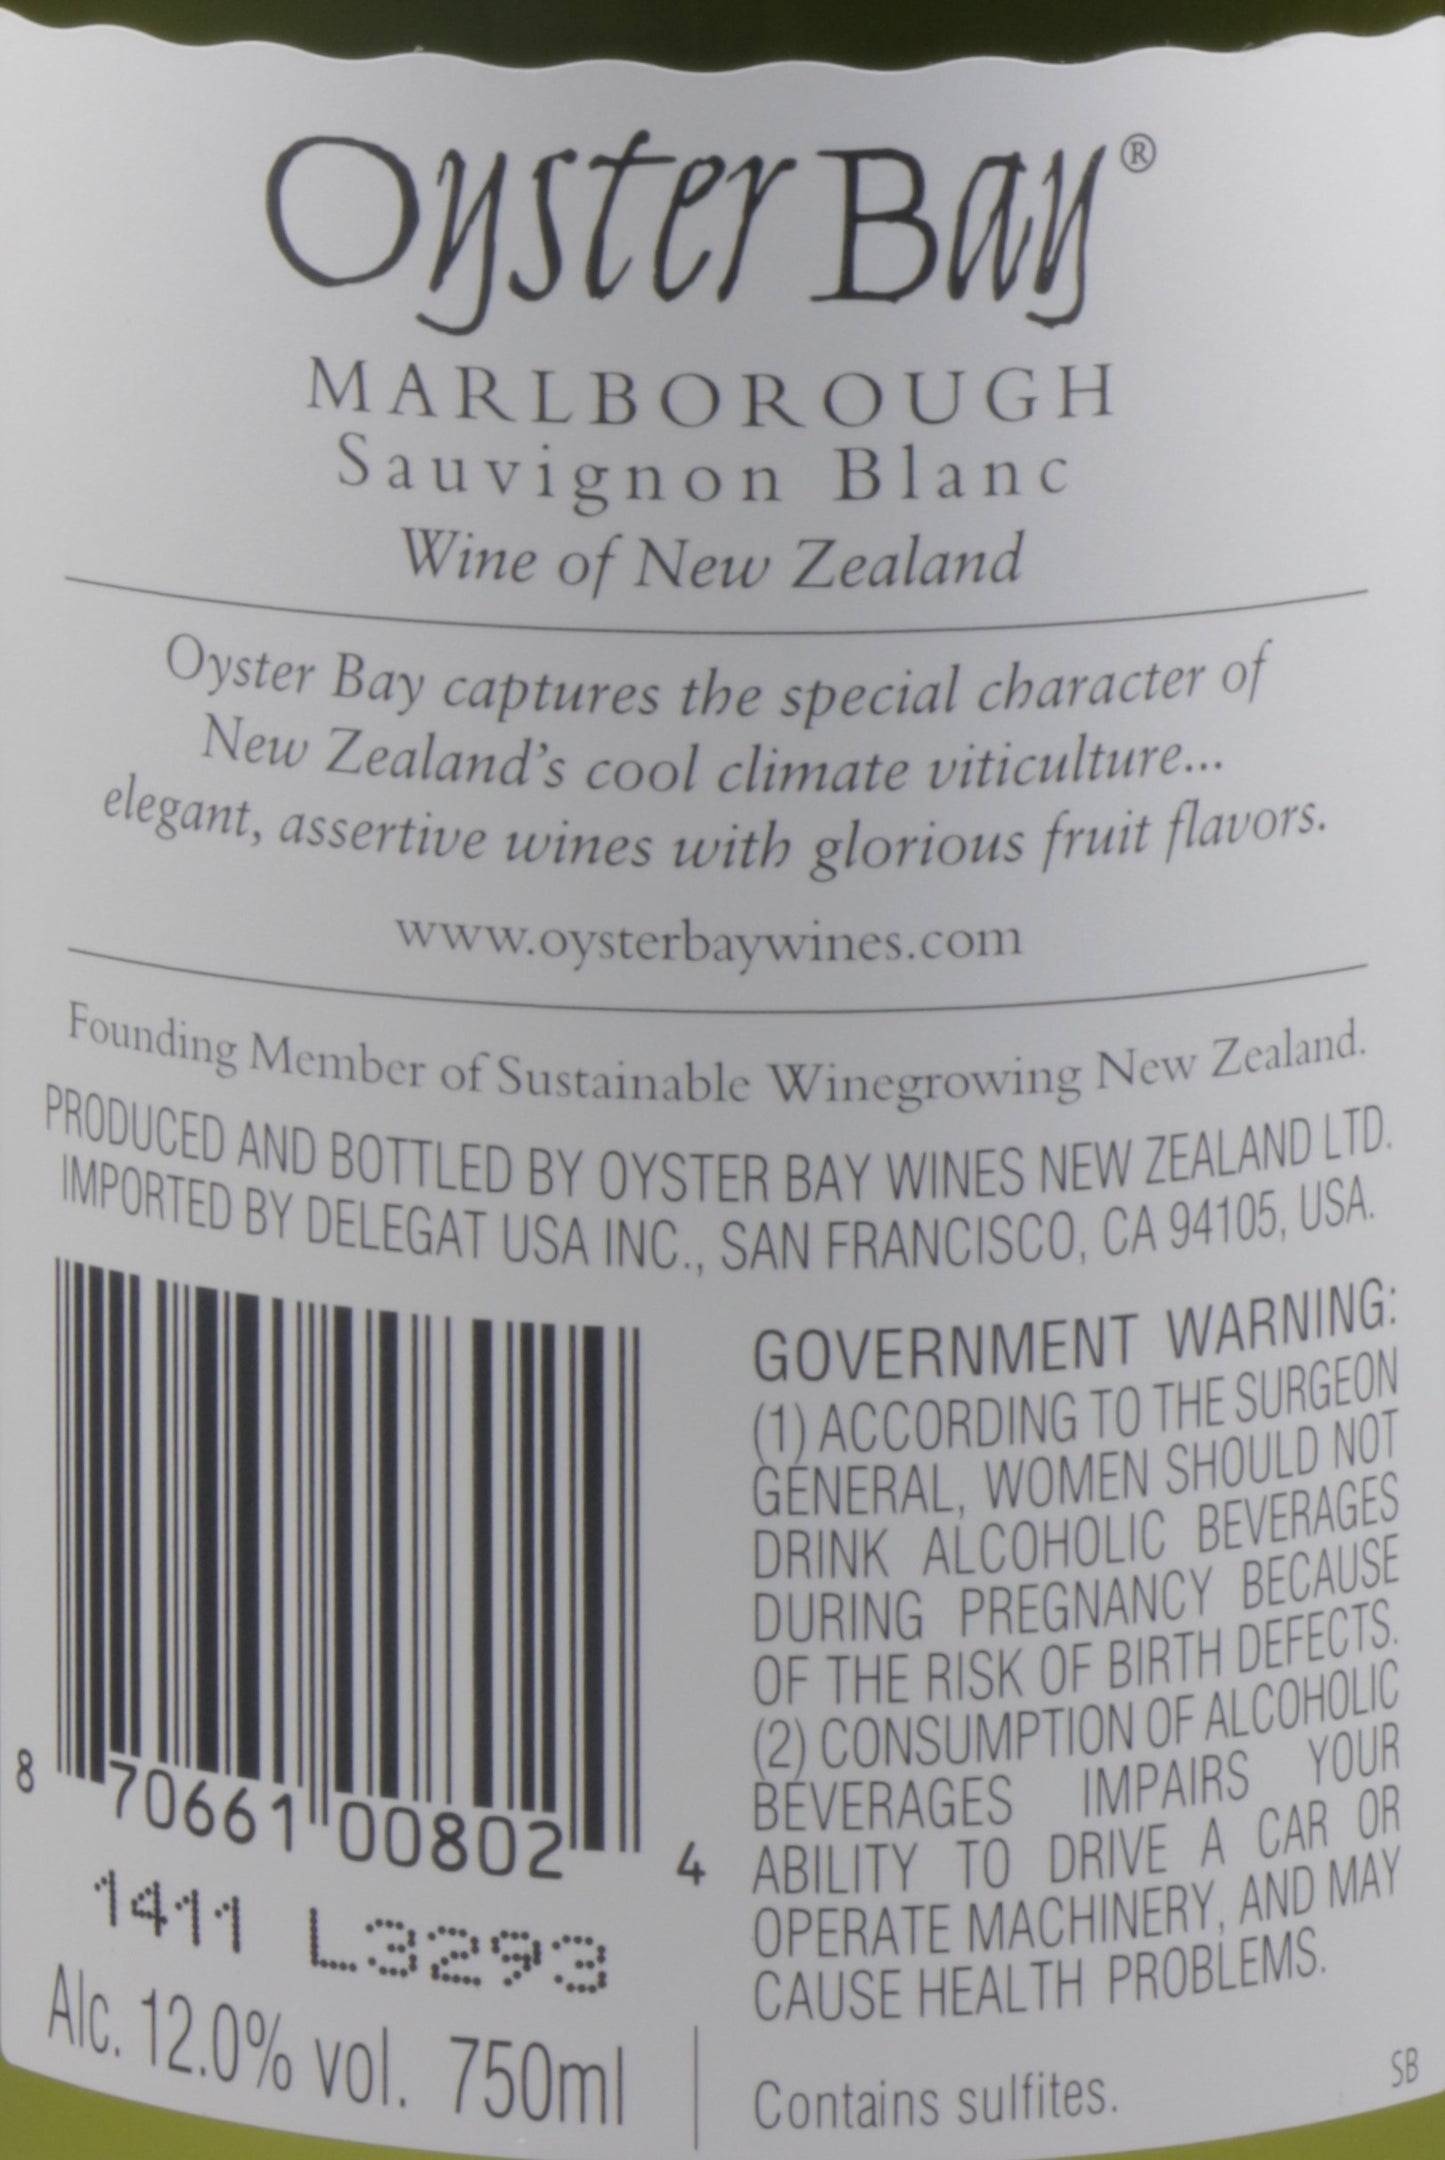 Oyster Bay®
MARLBOROUGH
Sauvignon Blanc
Wine of New Zealand
Oyster Bay captures the special character of
New Zealand's cool climate viticulture...
elegant, assertive wines with glorious fruit flavors.
www.oysterbaywines.com
Founding Member of Sustainable Winegrowing New Zealand.
PRODUCED AND BOTTLED BY OYSTER BAY WINES NEW ZEALAND LTD.
IMPORTED BY DELEGAT USA INC., SAN FRANCISCO, CA 94105, USA.
8 70661 00802 4
1411 L3293
Alc. 12.0% vol. 750ml
GOVERNMENT WARNING:
(1) ACCORDING TO THE SURGEON
GENERAL, WOMEN SHOULD NOT
DRINK ALCOHOLIC BEVERAGES
DURING PREGNANCY BECAUSE
OF THE RISK OF BIRTH DEFECTS.
(2) CONSUMPTION OF ALCOHOLIC
BEVERAGES IMPAIRS YOUR
ABILITY TO DRIVE A CAR OR
OPERATE MACHINERY, AND MAY
CAUSE HEALTH PROBLEMS.
Contains sulfites.
SB